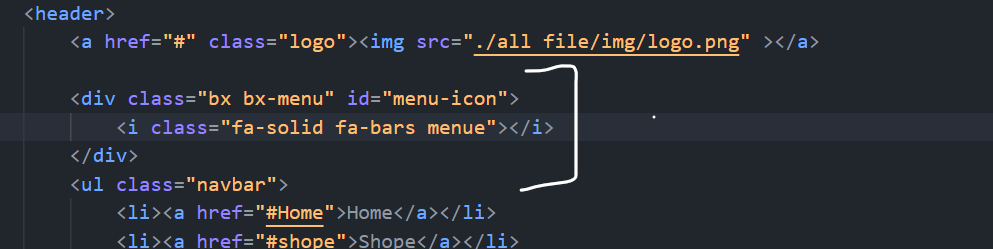 <header>
<a href="#" class="logo"><img src="./all file/img/logo.png" ></a>
<div class="bx bx-menu" id="menu-icon">
<i class="fa-solid fa-bars menue"></i>
</div>
<ul class="navbar">
<li><a href="#Home">Home</a></li>
<li><a href="#shope">Shope</a></li>